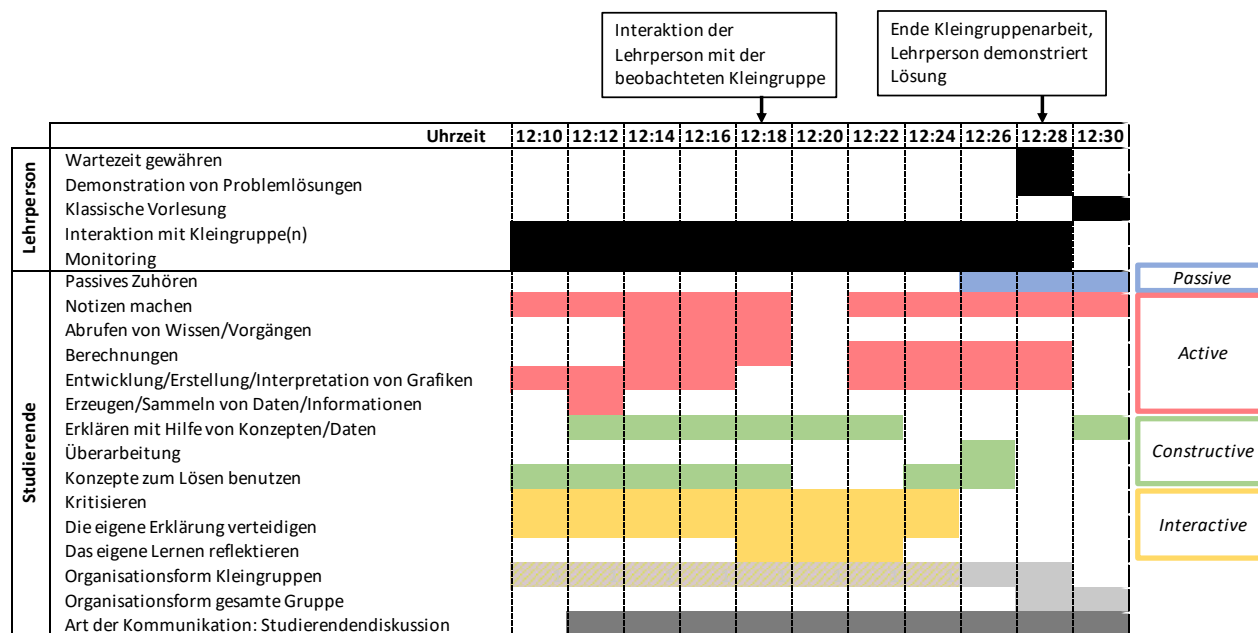 Interaktion der
Lehrperson mit der
beobachteten Kleingruppe
Ende Kleingruppenarbeit,
Lehrperson demonstriert
Lösung
Uhrzeit 12:10 12:12 12:14 12:16 12:18 12:20 12:22 12:24 12:26 12:28 12:30
Lehrperson
Wartezeit gewähren
Demonstration von Problemlösungen
Klassische Vorlesung
Interaktion mit Kleingruppe(n)
Monitoring
Studierende
Passives Zuhören
Notizen machen
Abrufen von Wissen/Vorgängen
Berechnungen
Entwicklung/Erstellung/Interpretation von Grafiken
Erzeugen/Sammeln von Daten/Informationen
Erklären mit Hilfe von Konzepten/Daten
Überarbeitung
Konzepte zum Lösen benutzen
Kritisieren
Die eigene Erklärung verteidigen
Das eigene Lernen reflektieren
Organisationsform Kleingruppen
Organisationsform gesamte Gruppe
Art der Kommunikation: Studierendendiskussion
Passive
Active
Constructive
Interactive